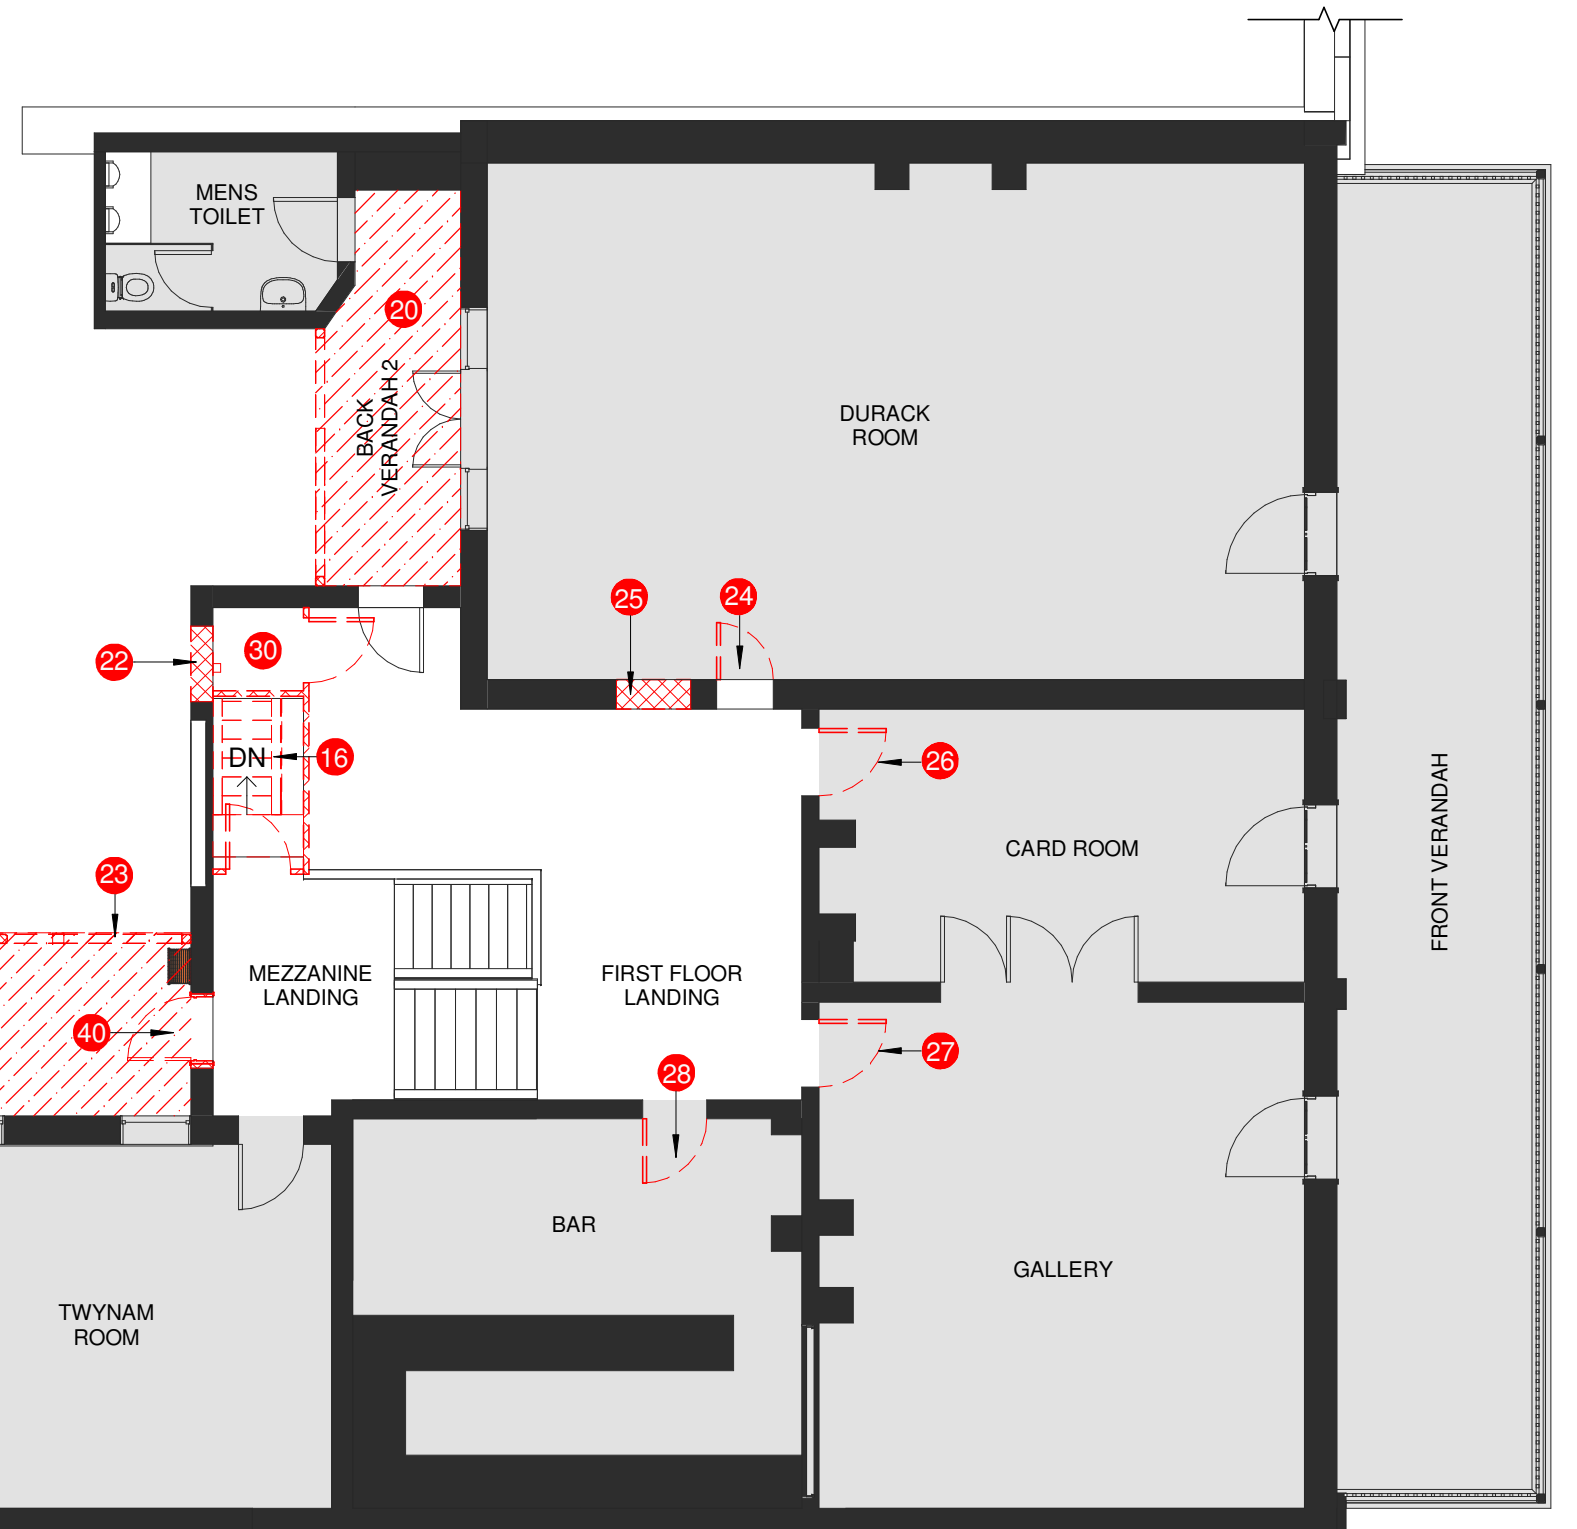 MENS
TOILET
20
BACK
VERANDAH 2
DURACK
ROOM
25
24
22
30
DN
16
26
CARD ROOM
FRONT VERANDAH
23
MEZZANINE
LANDING
FIRST FLOOR
LANDING
40
27
28
BAR
GALLERY
TWYNAM
ROOM